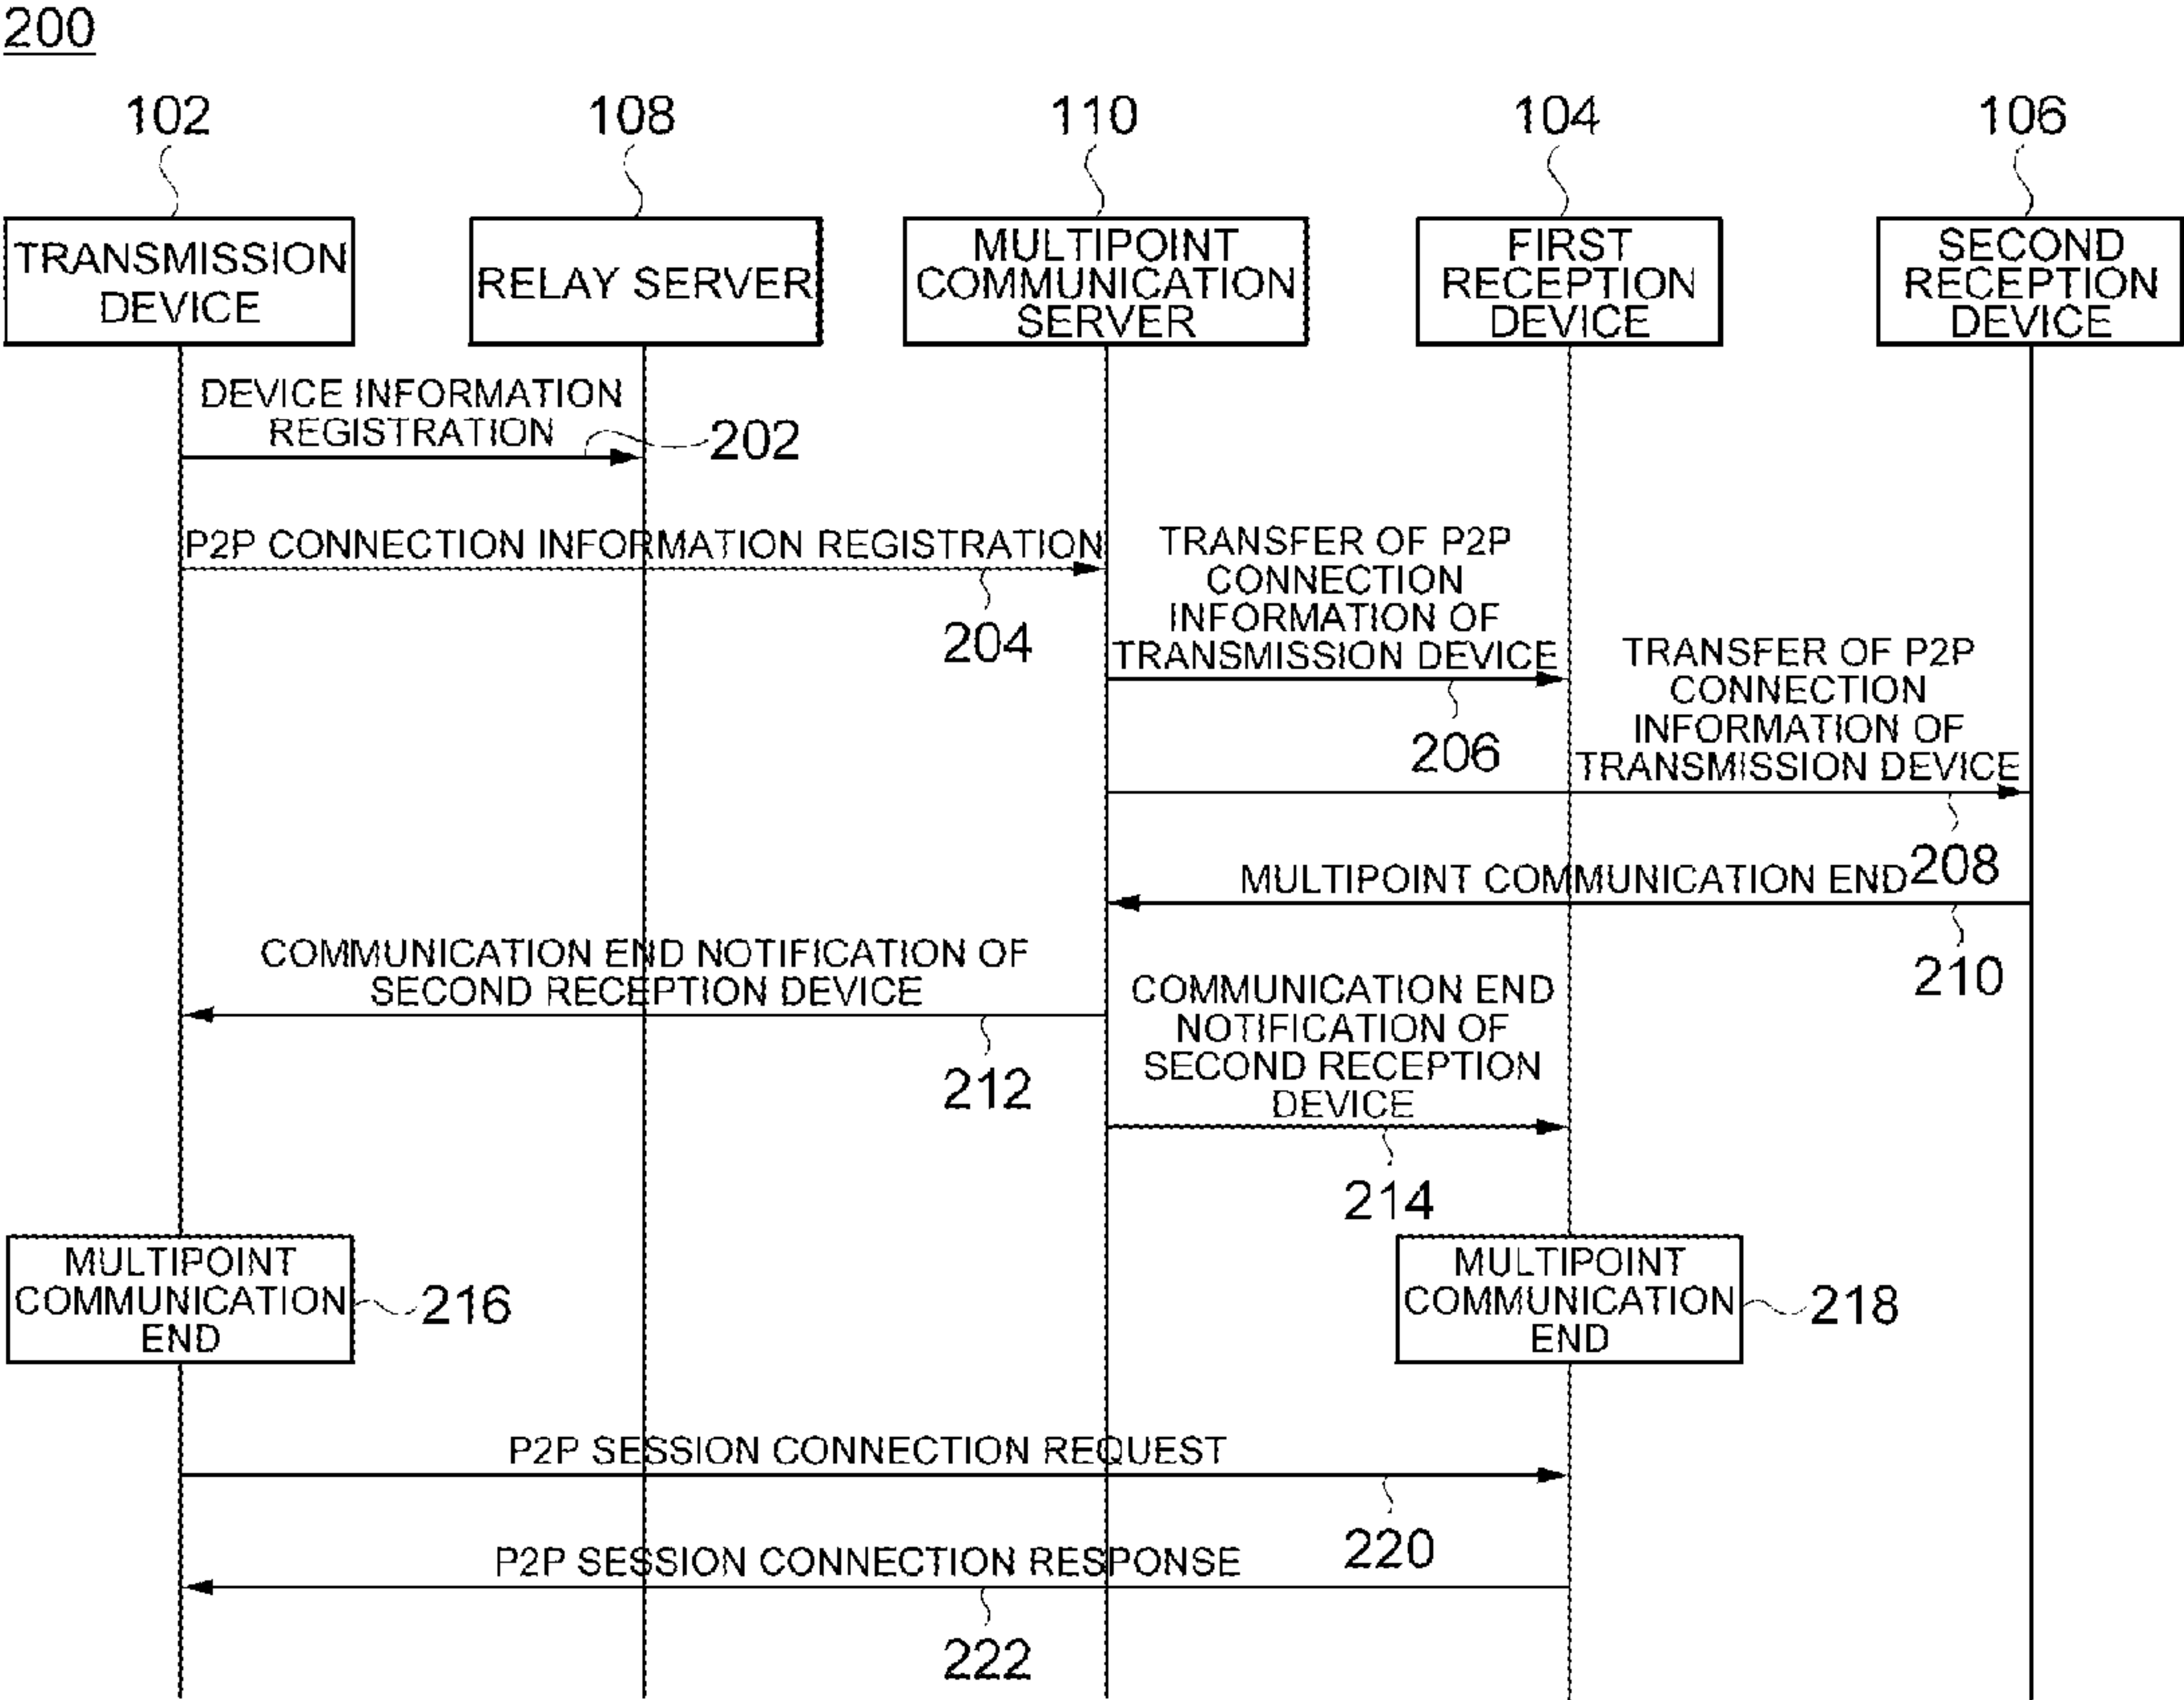 200
102
108
110
104
106
TRANSMISSION
DEVICE
RELAY SERVER
MULTIPOINT
COMMUNICATION
SERVER
FIRST
RECEPTION
DEVICE
SECOND
RECEPTION
DEVICE
DEVICE INFORMATION
REGISTRATION
202
P2P CONNECTION INFORMATION REGISTRATION
204
TRANSFER OF P2P
CONNECTION
INFORMATION OF
TRANSMISSION DEVICE
206
TRANSFER OF P2P
CONNECTION
INFORMATION OF
TRANSMISSION DEVICE
208
MULTIPOINT COMMUNICATION END
210
COMMUNICATION END NOTIFICATION OF
SECOND RECEPTION DEVICE
212
COMMUNICATION END
NOTIFICATION OF
SECOND RECEPTION
DEVICE
214
MULTIPOINT
COMMUNICATION
END
216
MULTIPOINT
COMMUNICATION
END
218
P2P SESSION CONNECTION REQUEST
220
P2P SESSION CONNECTION RESPONSE
222